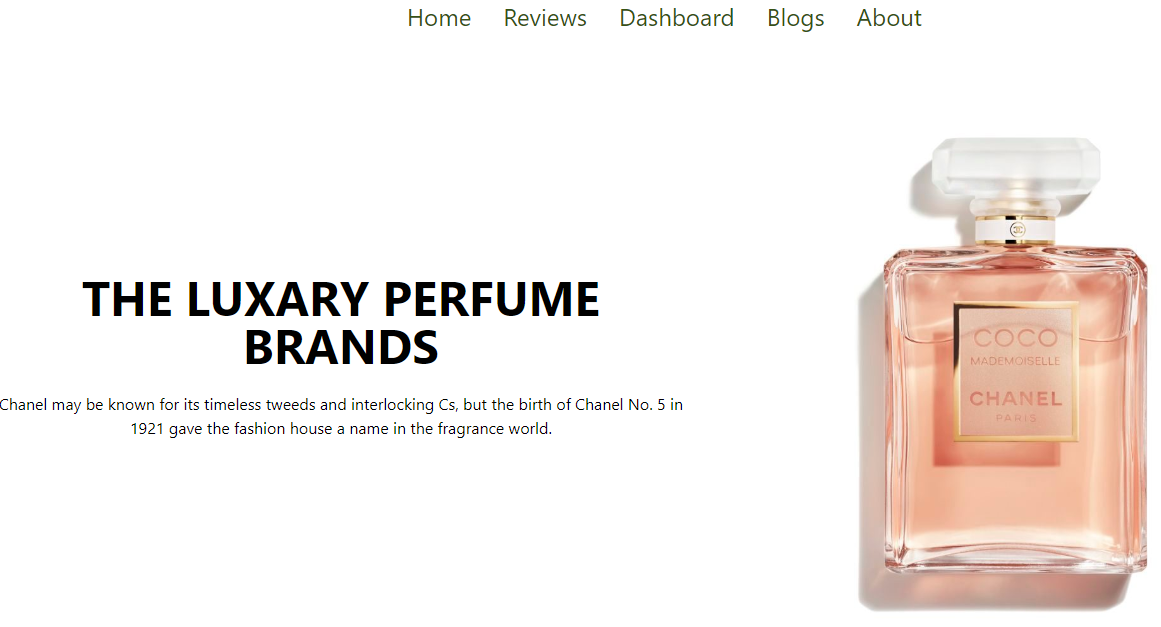 Home Reviews Dashboard Blogs About
THE LUXARY PERFUME
BRANDS
Chanel may be known for its timeless tweeds and interlocking Cs, but the birth of Chanel No. 5 in
1921 gave the fashion house a name in the fragrance world.
COCO
MADEMOISELLE
CHANEL
PARIS